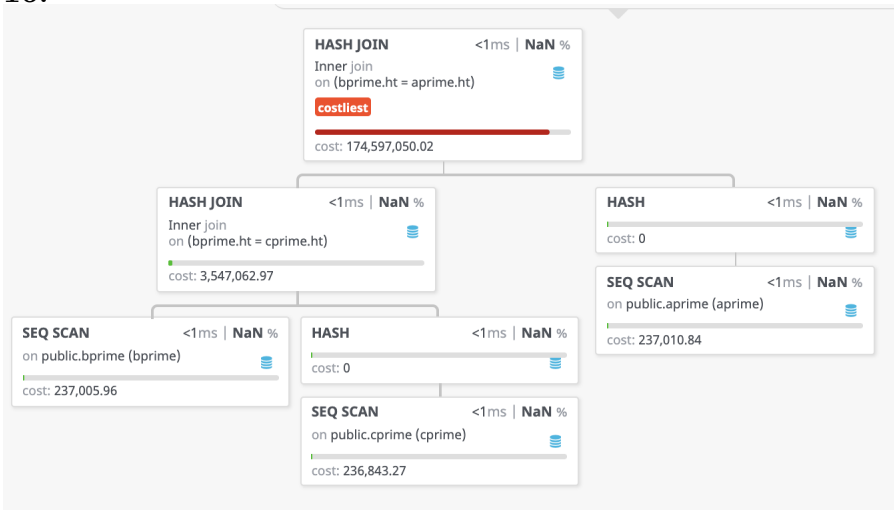 HASH JOIN <1ms | NaN %
Inner join
on (bprime.ht = aprime.ht)
costliest
cost: 174,597,050.02
HASH JOIN <1ms | NaN %
Inner join
on (bprime.ht = cprime.ht)
cost: 3,547,062.97
HASH <1ms | NaN %
cost: 0
SEQ SCAN <1ms | NaN %
on public.aprime (aprime)
cost: 237,010.84
SEQ SCAN <1ms | NaN %
on public.bprime (bprime)
cost: 237,005.96
HASH <1ms | NaN %
cost: 0
SEQ SCAN <1ms | NaN %
on public.cprime (cprime)
cost: 236,843.27